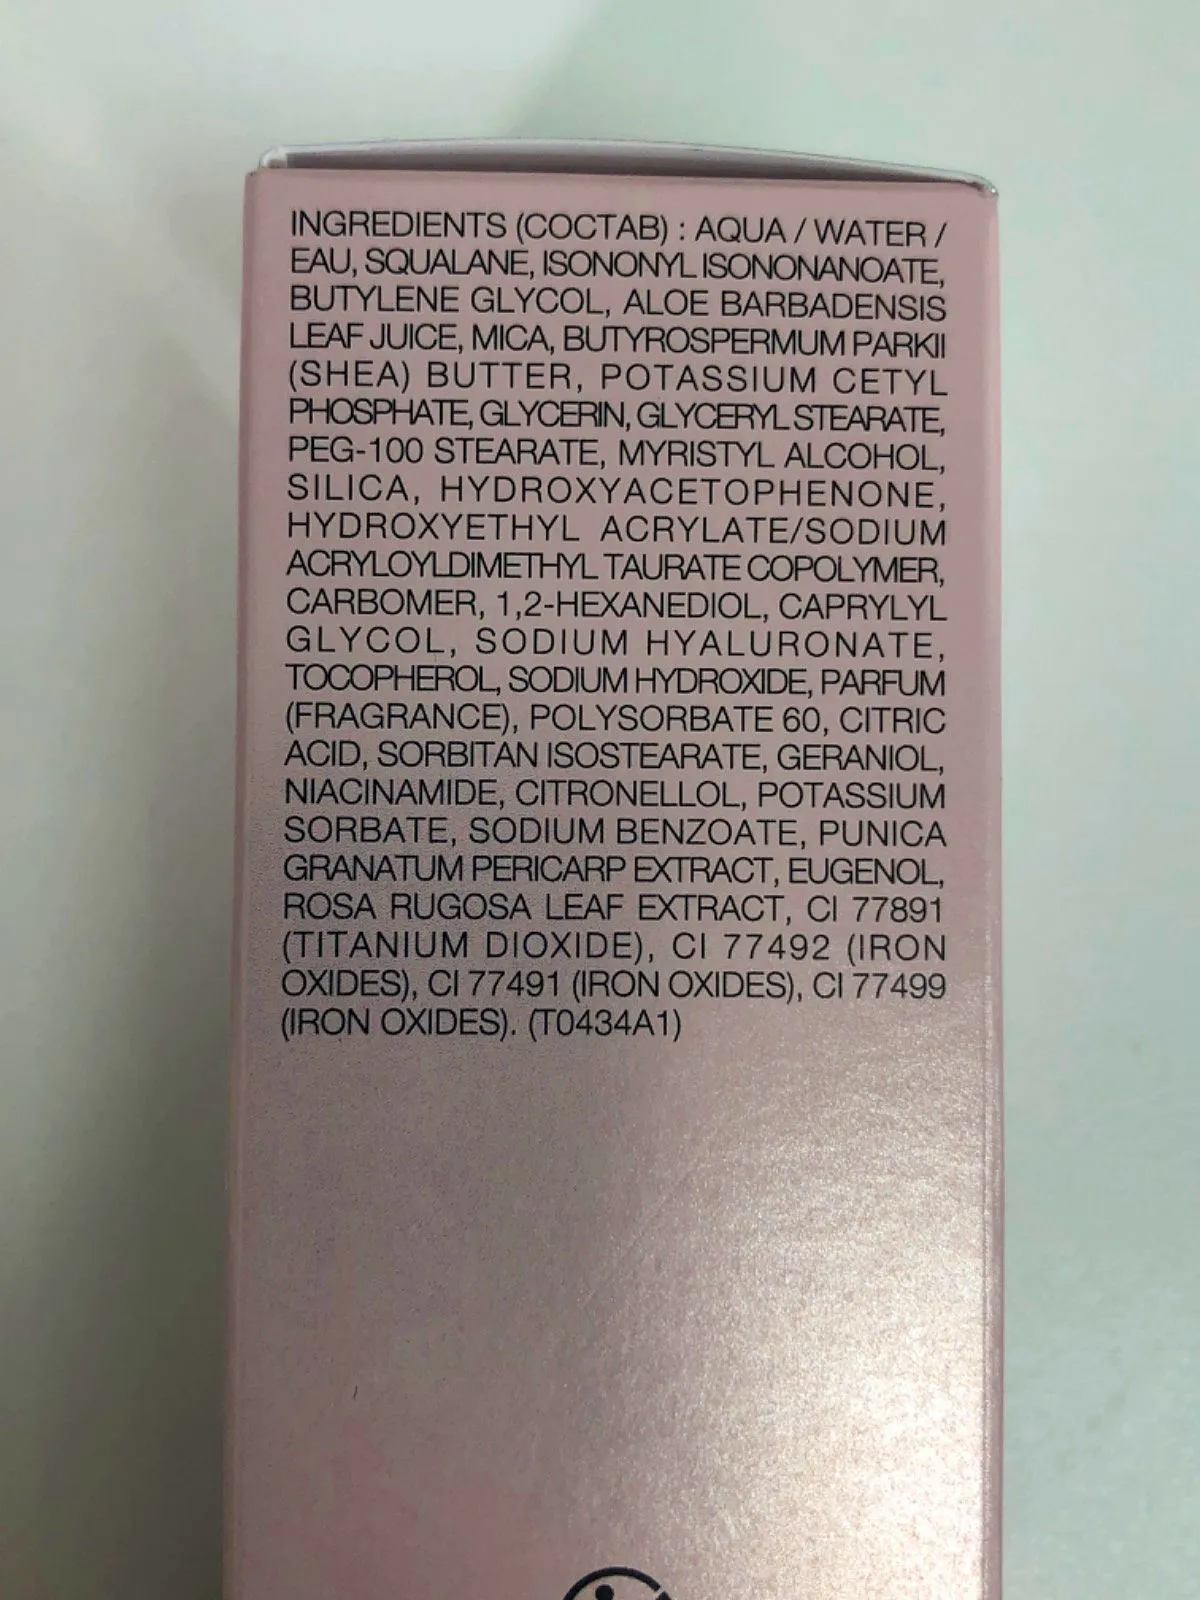 INGREDIENTS (COCTAB) : AQUA / WATER /
EAU, SQUALANE, ISONONYL ISONONANOATE,
BUTYLENE GLYCOL, ALOE BARBADENSIS
LEAF JUICE, MICA, BUTYROSPERMUM PARKII
(SHEA) BUTTER, POTASSIUM CETYL
PHOSPHATE, GLYCERIN, GLYCERYL STEARATE,
PEG-100 STEARATE, MYRISTYL ALCOHOL,
SILICA, HYDROXYACETOPHENONE,
HYDROXYETHYL ACRYLATE/SODIUM
ACRYLOYLDIMETHYL TAURATE COPOLYMER,
CARBOMER, 1,2-HEXANEDIOL, CAPRYLYL
GLYCOL, SODIUM HYALURONATE,
TOCOPHEROL, SODIUM HYDROXIDE, PARFUM
(FRAGRANCE), POLYSORBATE 60, CITRIC
ACID, SORBITAN ISOSTEARATE, GERANIOL,
NIACINAMIDE, CITRONELLOL, POTASSIUM
SORBATE, SODIUM BENZOATE, PUNICA
GRANATUM PERICARP EXTRACT, EUGENOL,
ROSA RUGOSA LEAF EXTRACT, CI 77891
(TITANIUM DIOXIDE), CI 77492 (IRON
OXIDES), CI 77491 (IRON OXIDES), CI 77499
(IRON OXIDES). (T0434A1)